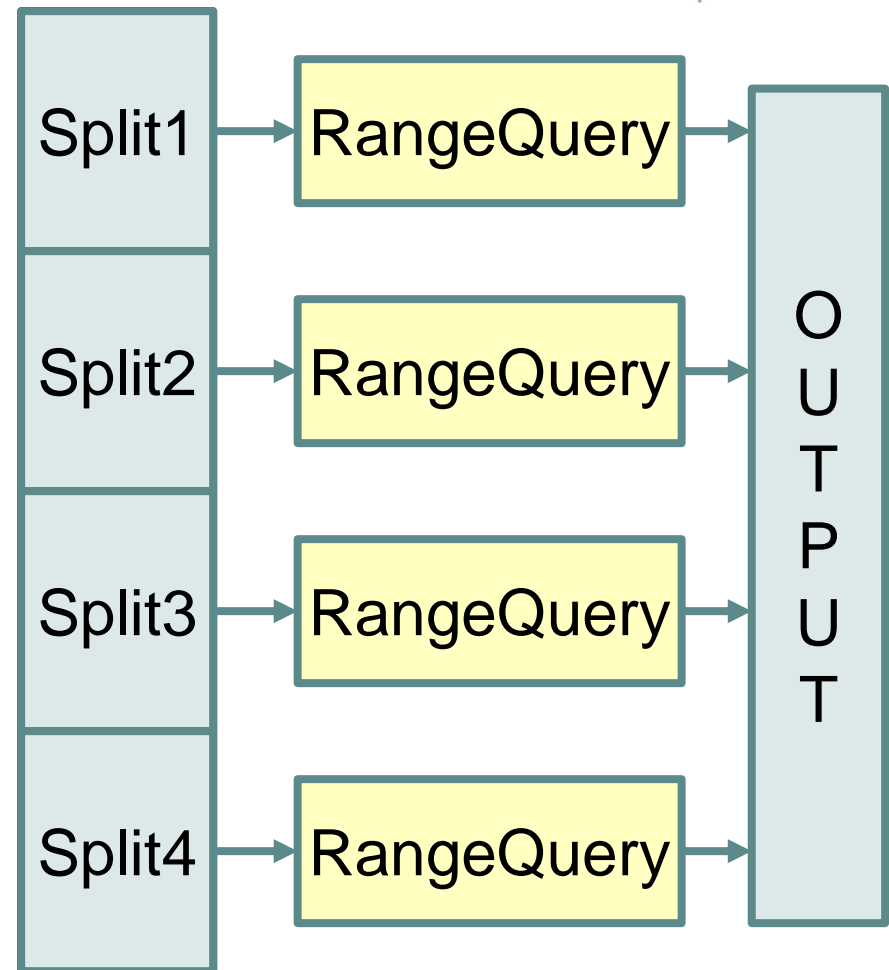 Split1
RangeQuery
Split2
RangeQuery
Split3
RangeQuery
Split4
RangeQuery
O
U
T
P
U
T